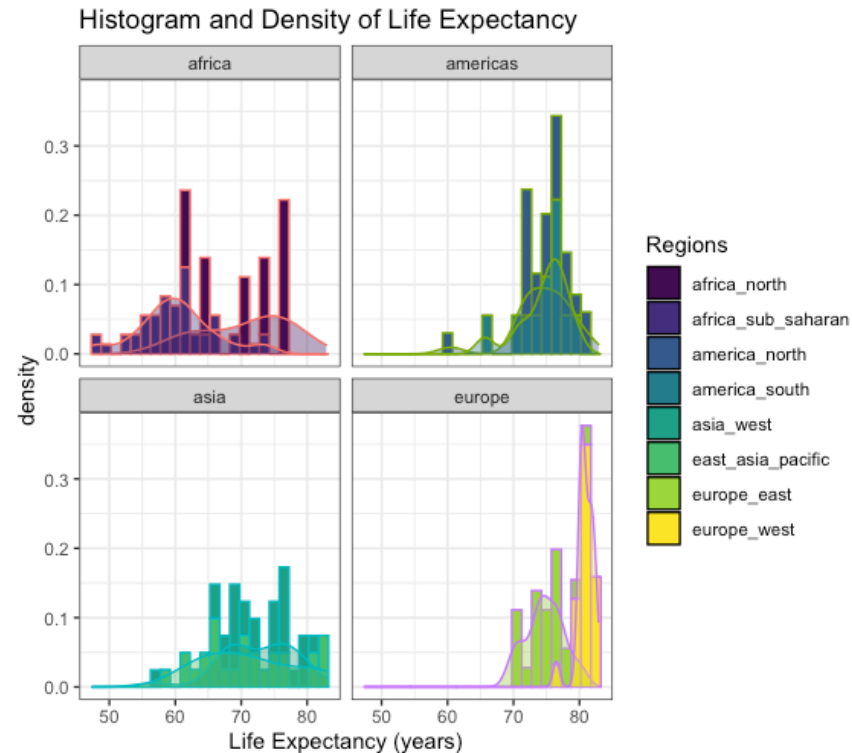 Histogram and Density of Life Expectancy
africa
americas
0.3
0.2
0.1
0.0
asia
europe
0.3
0.2
0.1
0.0
50 60 70 80
50 60 70 80
density
Life Expectancy (years)
Regions
africa_north
africa_sub_saharan
america_north
america_south
asia_west
east_asia_pacific
europe_east
europe_west